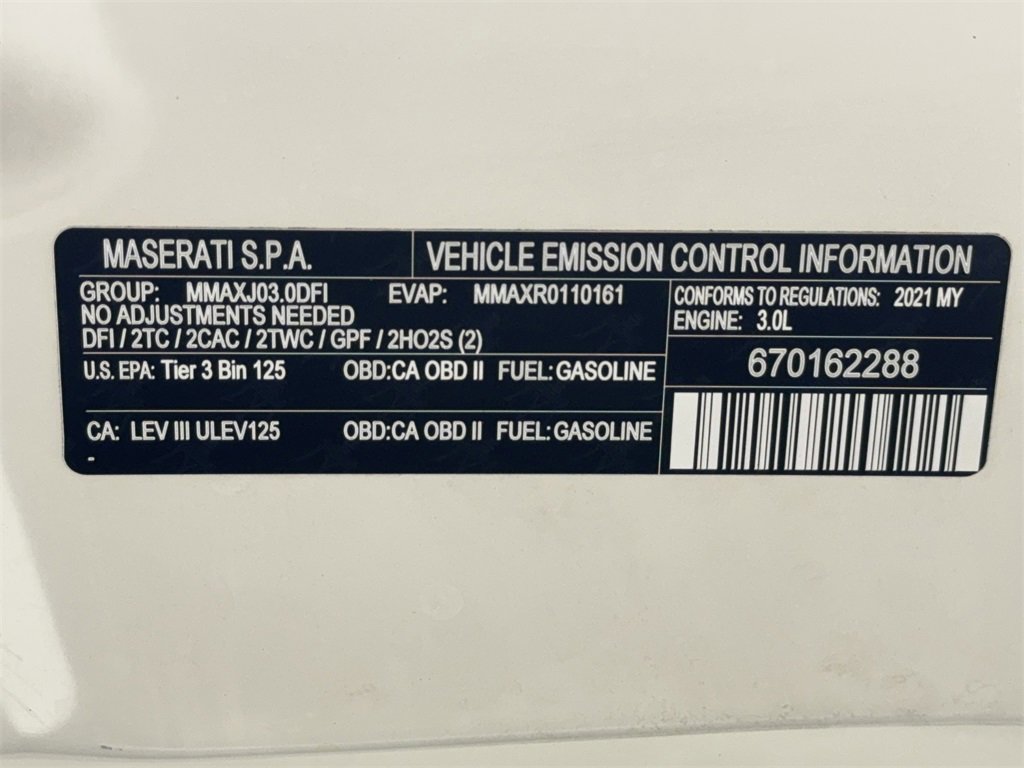 MASERATI S.P.A.
VEHICLE EMISSION CONTROL INFORMATION
GROUP: MMAXJ03.0DFI EVAP: MMAXR0110161
NO ADJUSTMENTS NEEDED
DFI / 2TC / 2CAC / 2TWC / GPF / 2HO2S (2)
U.S. EPA: Tier 3 Bin 125 OBD:CA OBD II FUEL: GASOLINE
CA: LEV III ULEV125 OBD:CA OBD II FUEL: GASOLINE
CONFORMS TO REGULATIONS: 2021 MY
ENGINE: 3.0L
670162288